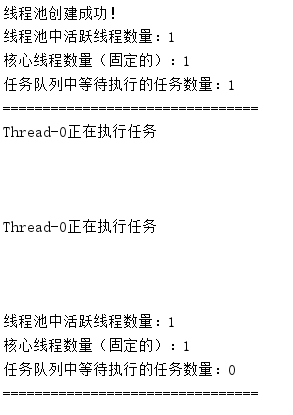 线程池创建成功!
线程池中活跃线程数量：1
核心线程数量（固定的）：1
任务队列中等待执行的任务数量：1
================================
Thread-0正在执行任务
Thread-0正在执行任务
线程池中活跃线程数量：1
核心线程数量（固定的）：1
任务队列中等待执行的任务数量：0
================================